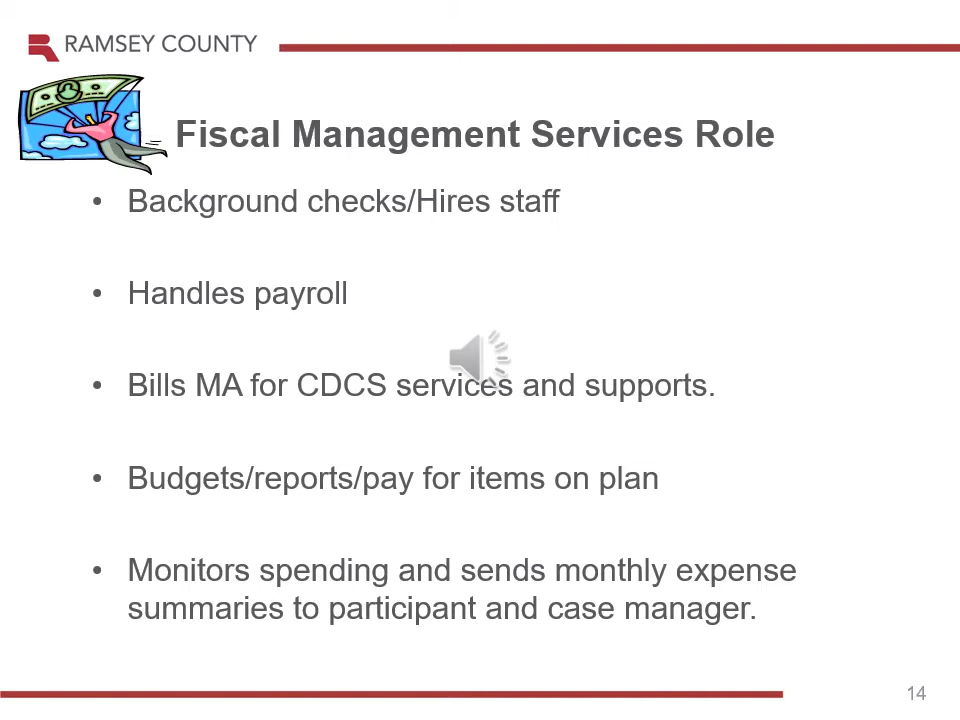 RAMSEY COUNTY
Fiscal Management Services Role
• Background checks/Hires staff
• Handles payroll
• Bills MA for CDCS services and supports.
• Budgets/reports/pay for items on plan
• Monitors spending and sends monthly expense
summaries to participant and case manager.
14